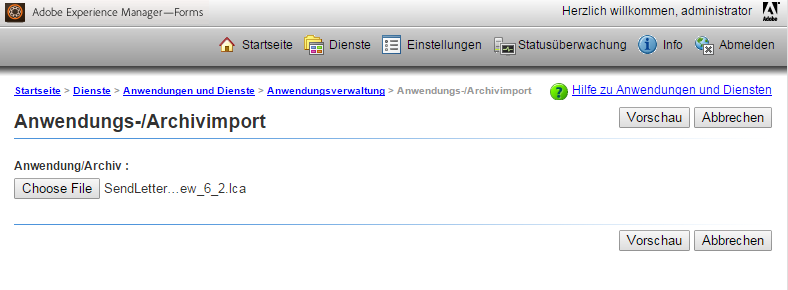 Adobe Experience Manager—Forms
Herzlich willkommen, administrator
Adobe
Startseite Dienste Einstellungen Statusüberwachung Info Abmelden
Startseite > Dienste > Anwendungen und Dienste > Anwendungsverwaltung > Anwendungs-/Archivimport
? Hilfe zu Anwendungen und Diensten
Anwendungs-/Archivimport
Vorschau Abbrechen
Anwendung/Archiv :
Choose File SendLetter…ew_6_2.lca
Vorschau Abbrechen